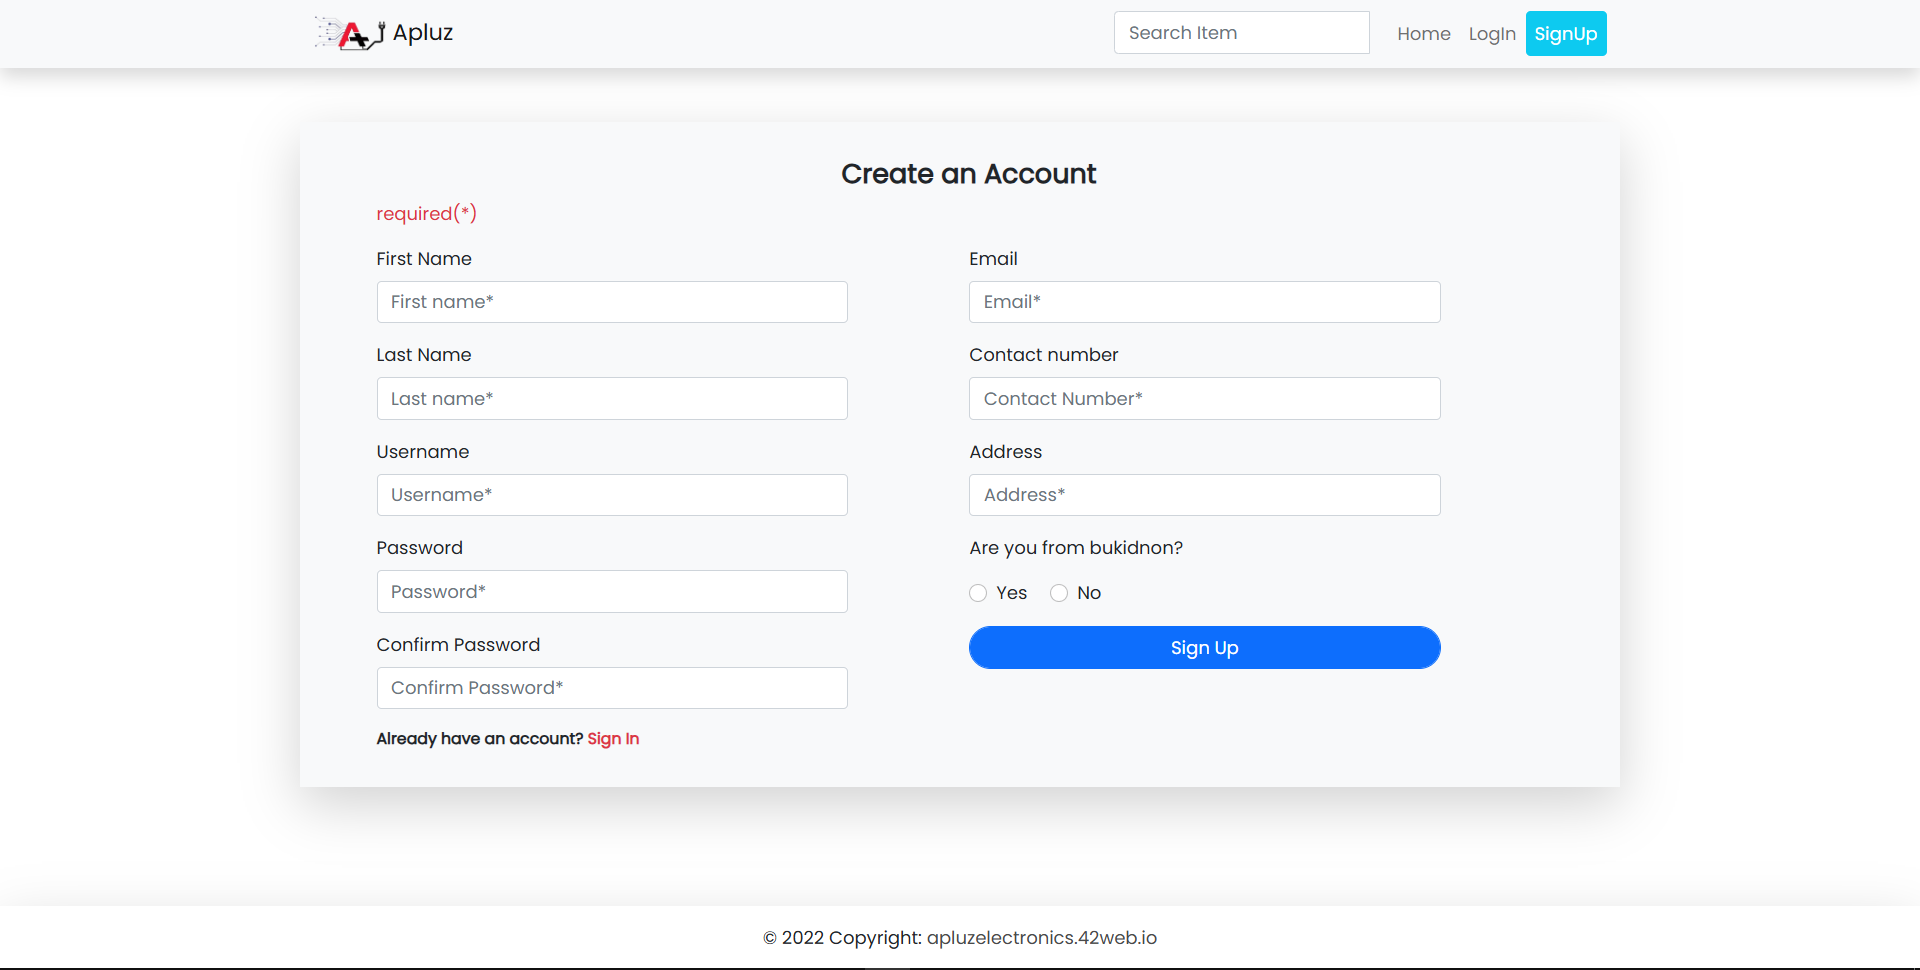 Apluz
Search Item
Home
LogIn
SignUp
Create an Account
required(*)
First Name
First name*
Last Name
Last name*
Username
Username*
Password
Password*
Confirm Password
Confirm Password*
Already have an account? Sign In
Email
Email*
Contact number
Contact Number*
Address
Address*
Are you from bukidnon?
Yes No
Sign Up
© 2022 Copyright: apluzelectronics.42web.io